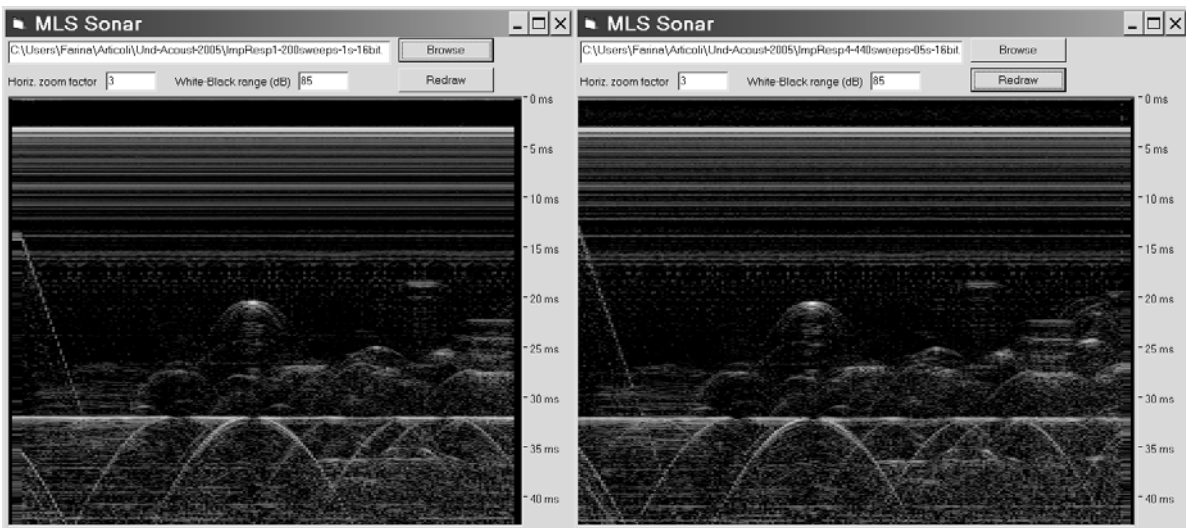 MLS Sonar
C:\Users\Farina\Articoli\Und-Acoust-2005\ImpResp1-200sweeps-1s-16bit.
Browse
Horiz. zoom factor 3 White-Black range (dB) 85 Redraw
0 ms
5 ms
10 ms
15 ms
20 ms
25 ms
30 ms
35 ms
40 ms
MLS Sonar
C:\Users\Farina\Articoli\Und-Acoust-2005\ImpResp4-440sweeps-05s-16bit.
Browse
Horiz. zoom factor 3 White-Black range (dB) 85 Redraw
0 ms
5 ms
10 ms
15 ms
20 ms
25 ms
30 ms
35 ms
40 ms